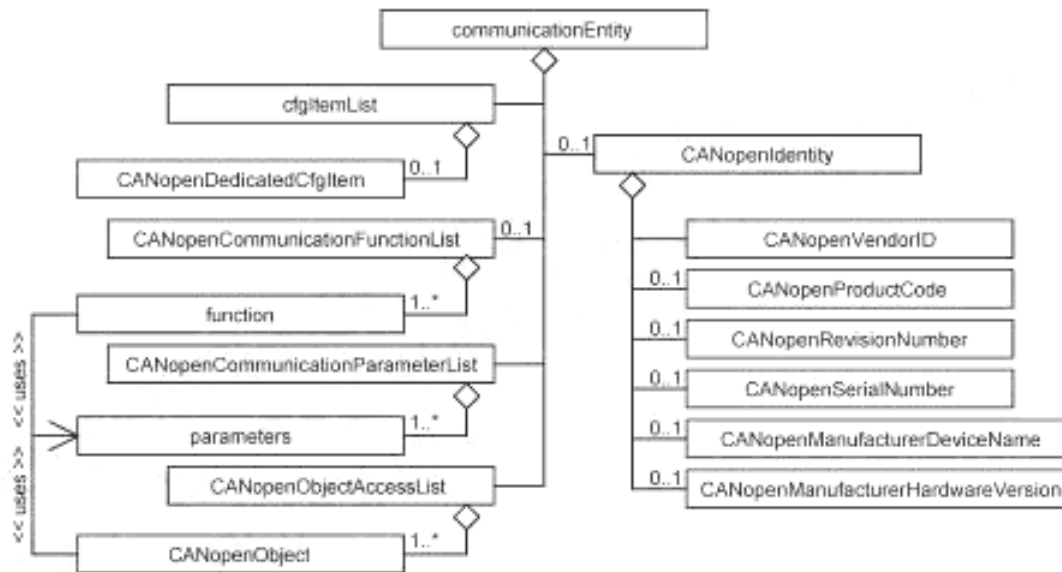 communicationEntity
cfgItemList
0..1
CANopenIdentity
0..1
CANopenDedicatedCfgItem
CANopenCommunicationFunctionList
0..1
CANopenVendorID
0..1
CANopenProductCode
function
1..*
0..1
CANopenRevisionNumber
CANopenCommunicationParameterList
0..1
CANopenSerialNumber
<< uses >>
parameters
1..*
0..1
CANopenManufacturerDeviceName
CANopenObjectAccessList
0..1
CANopenManufacturerHardwareVersion
<< uses >>
CANopenObject
1..*